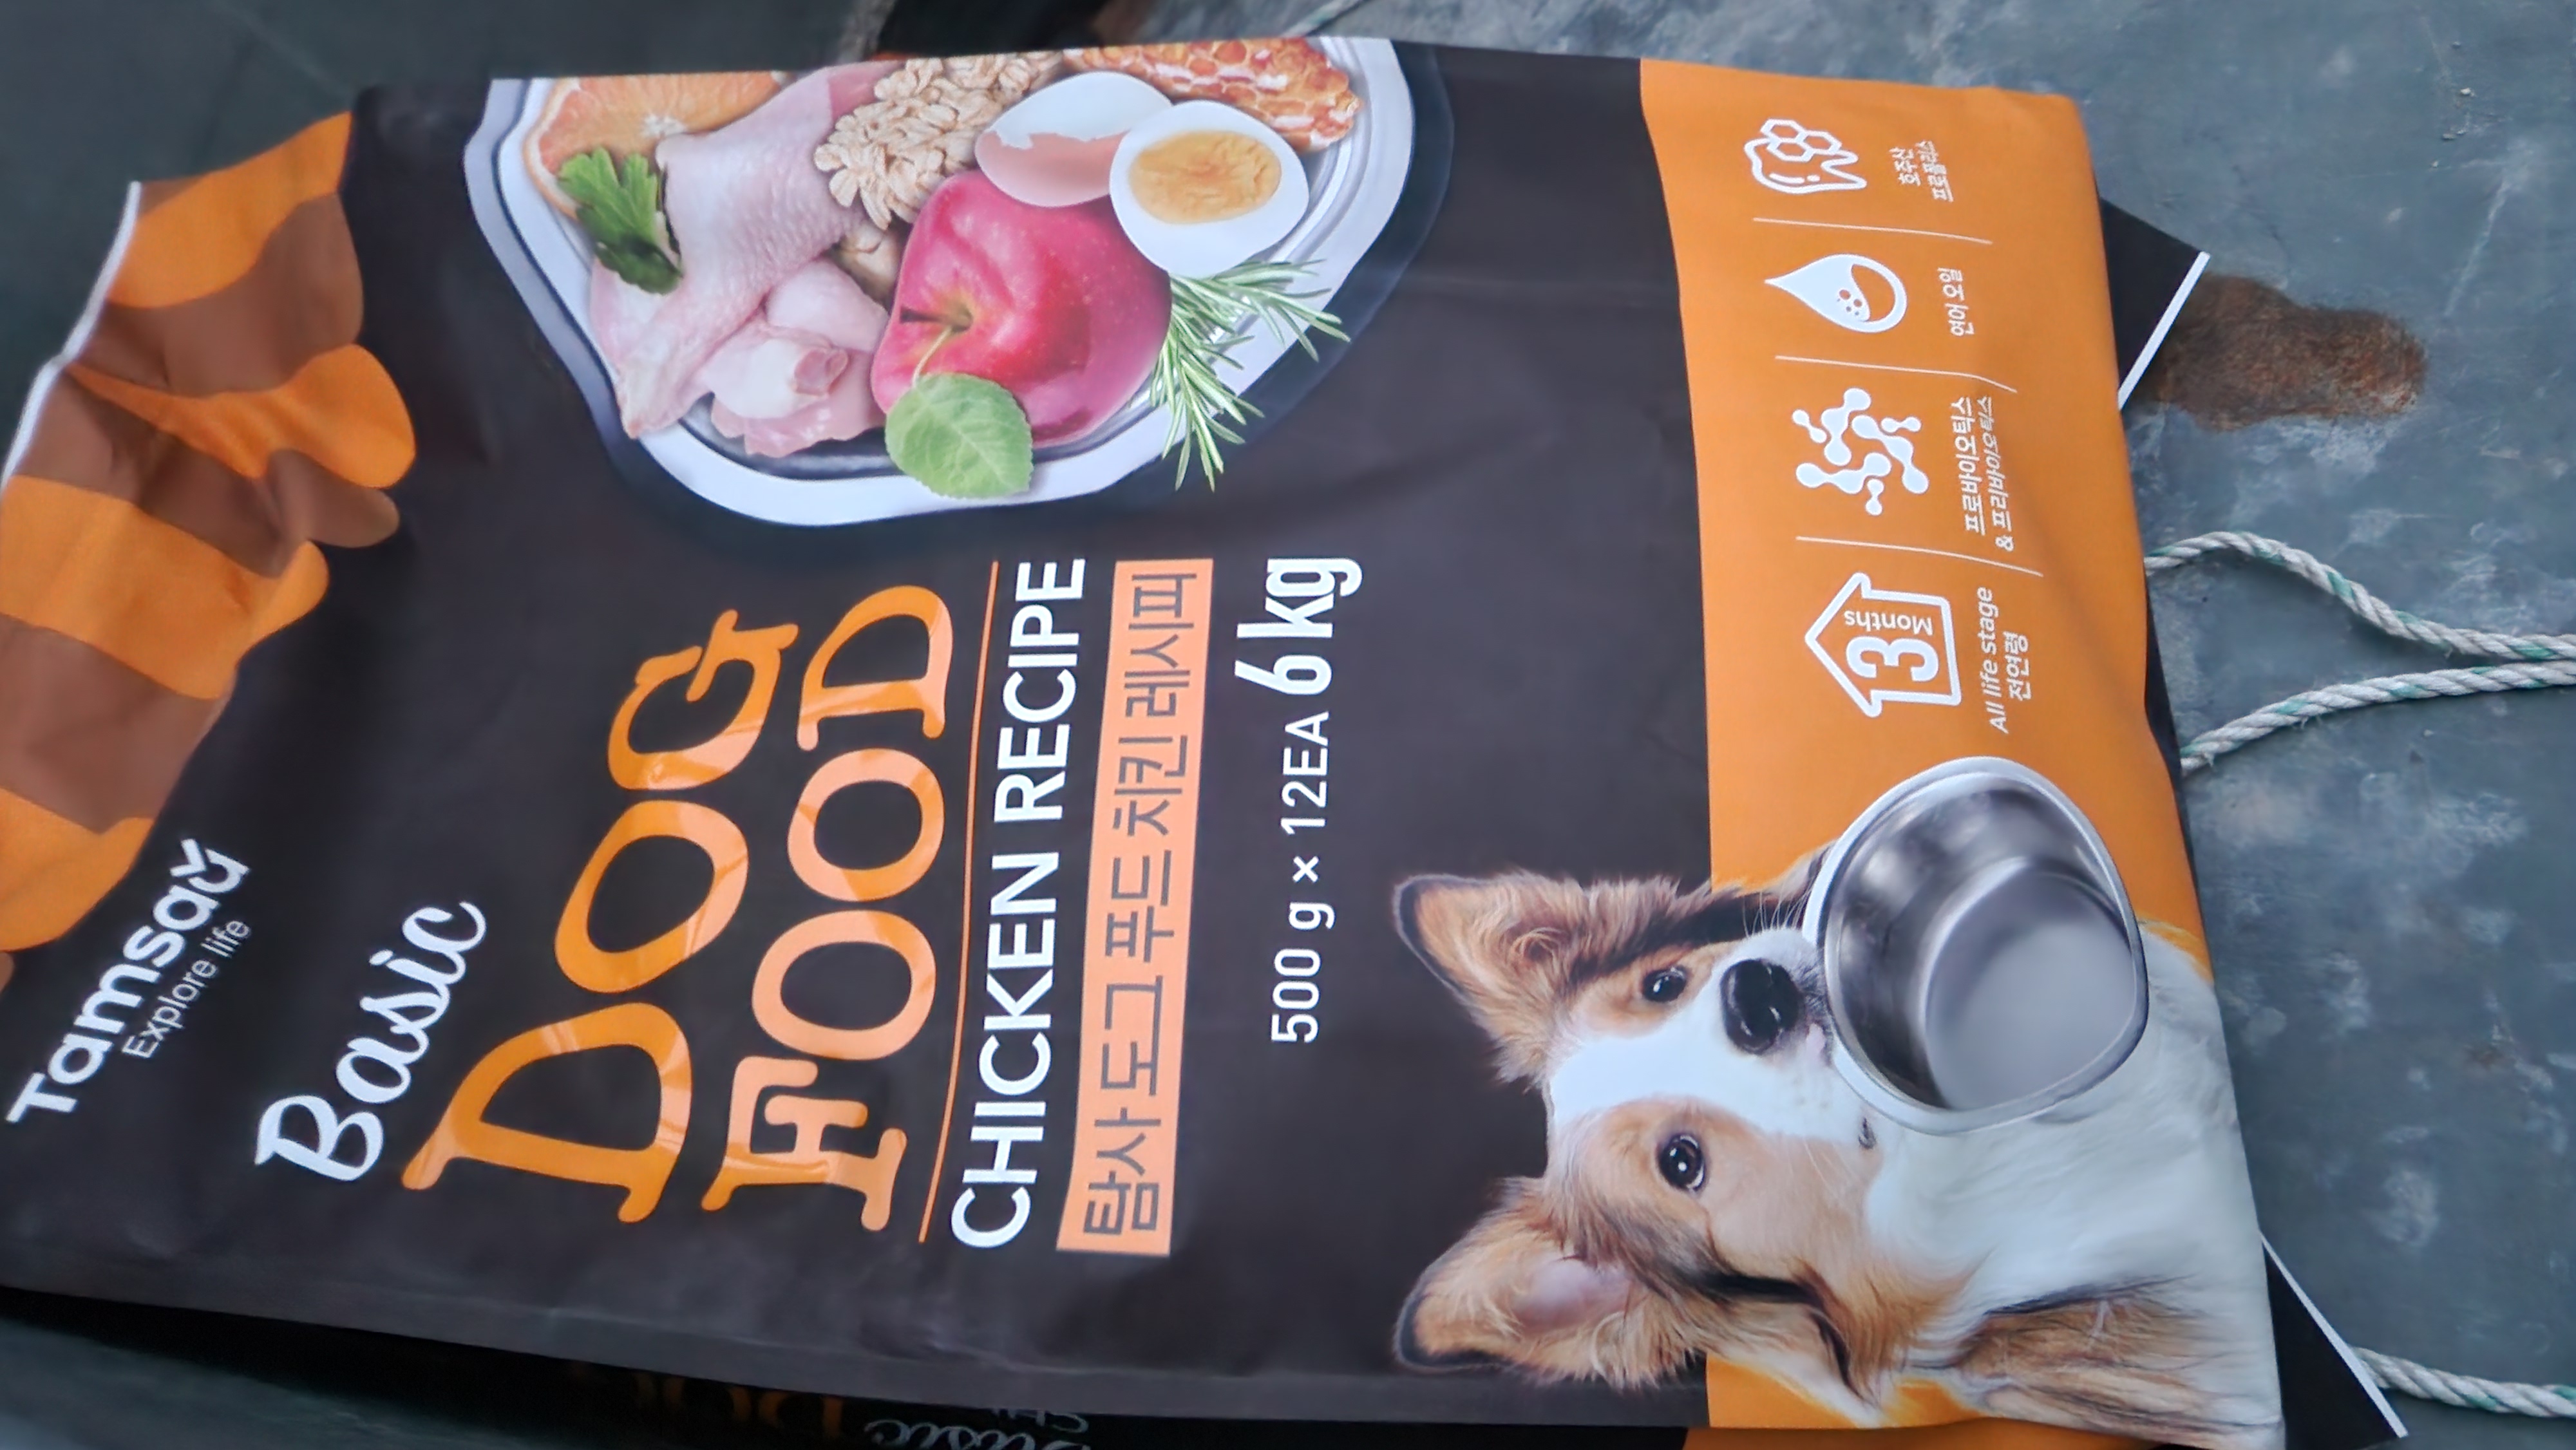 Tamsaa
Explore life
Basic
DOG
FOOD
CHICKEN RECIPE
탐사 도그 푸드 치킨 레시피
500 g × 12EA 6 kg
3
Months
All life stage
전연령
프로바이오틱스
& 프리바이오틱스
연어 오일
호주산
프로폴리스
Basic